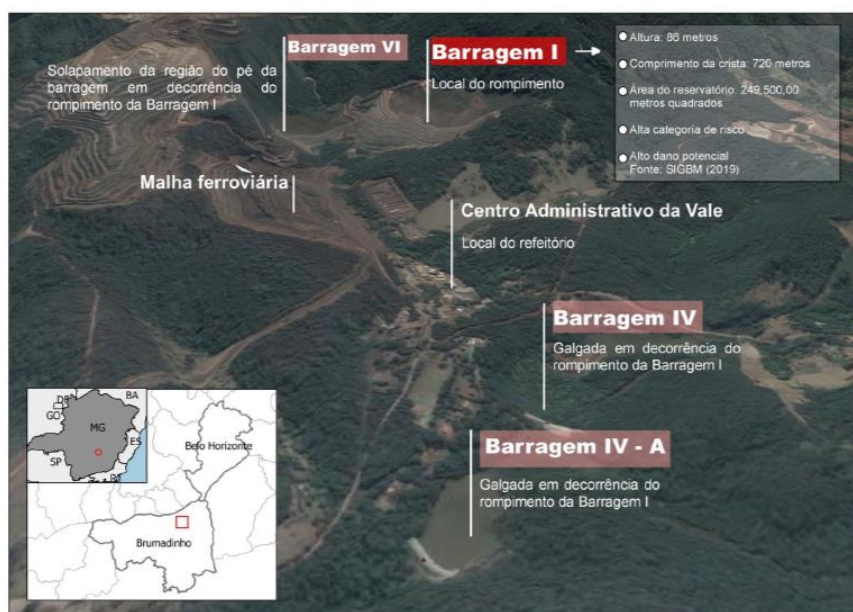 Barragem VI
Solapamento da região do pé da
barragem em decorrência do
rompimento da Barragem I
Barragem I
Local do rompimento
Altura: 86 metros
Comprimento da crista: 720 metros
Área do reservatório: 249,500,00
metros quadrados
Alta categoria de risco
Alto dano potencial
Fonte: SIGBM (2019)
Malha ferroviária
Centro Administrativo da Vale
Local do refeitório
Barragem IV
Galgada em decorrência do
rompimento da Barragem I
Barragem IV - A
Galgada em decorrência do
rompimento da Barragem I
DF
BA
GO
MG
ES
SP
RJ
Belo Horizonte
Brumadinho